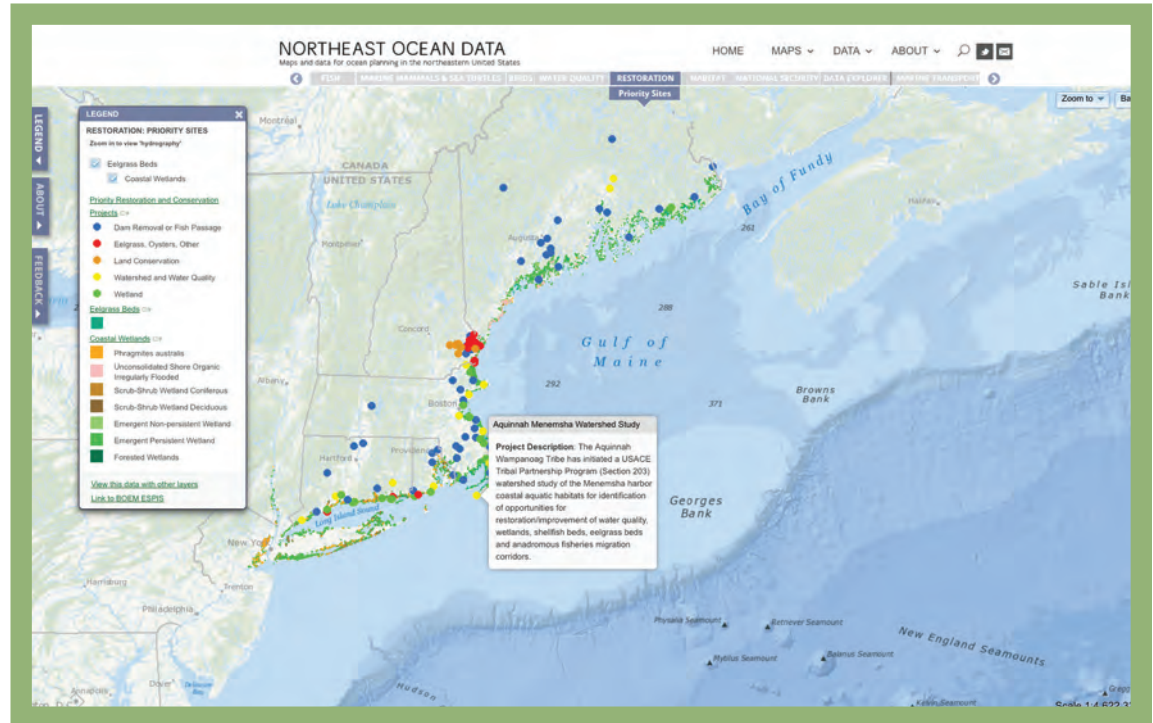 NORTHEAST OCEAN DATA
Maps and data for ocean planning in the northeastern United States
HOME MAPS DATA ABOUT
FISH MARINE MAMMALS & SEA TURTLES BIRDS WATER QUALITY RESTORATION HABITAT NATIONAL SECURITY DATA EXPLORER MARINE TRANSPORT
Priority Sites
Zoom to
Ba
LEGEND
ABOUT
FEEDBACK
LEGEND
RESTORATION: PRIORITY SITES
Zoom in to view 'hydrography'
Eelgrass Beds
Coastal Wetlands
Priority Restoration and Conservation
Projects
Dam Removal or Fish Passage
Eelgrass, Oysters, Other
Land Conservation
Watershed and Water Quality
Wetland
Eelgrass Beds
Coastal Wetlands
Phragmites australis
Unconsolidated Shore Organic
Irregularly Flooded
Scrub-Shrub Wetland Coniferous
Scrub-Shrub Wetland Deciduous
Emergent Non-persistent Wetland
Emergent Persistent Wetland
Forested Wetlands
View this data with other layers
Link to BOEM ESPIS
Montréal
CANADA
UNITED STATES
Lake Champlain
Montpelier
Augusta
Bay of Fundy
Halifax
261
Sable Isl
Bank
288
Concord
Gulf of
Maine
292
Albany
Browns
Bank
371
Boston
Aquinnah Menemsha Watershed Study
Project Description: The Aquinnah
Wampanoag Tribe has initiated a USACE
Tribal Partnership Program (Section 203)
watershed study of the Menemsha harbor
coastal aquatic habitats for identification
of opportunities for
restoration/improvement of water quality,
wetlands, shellfish beds, eelgrass beds
and anadromous fisheries migration
corridors.
Providence
Hartford
Georges
Bank
Long Island Sound
New York
Harrisburg
Trenton
Philadelphia
Physalia Seamount
Retriever Seamount
New England Seamounts
Mytilus Seamount
Balanus Seamount
Dover
Delaware
Bay
Annapolis
Hudson
Kelvin Seamount
Grego
Scale 1:4,622,3